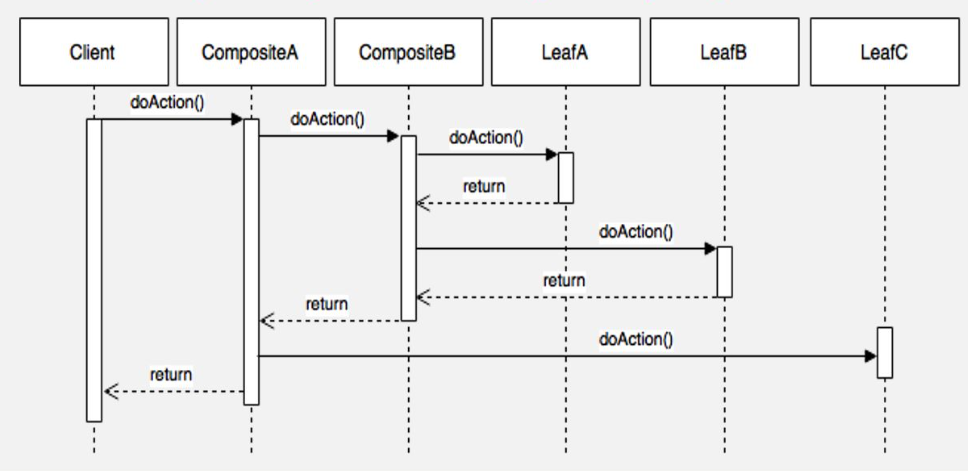 Client
CompositeA
CompositeB
LeafA
LeafB
LeafC
doAction()
doAction()
doAction()
return
doAction()
return
return
doAction()
return